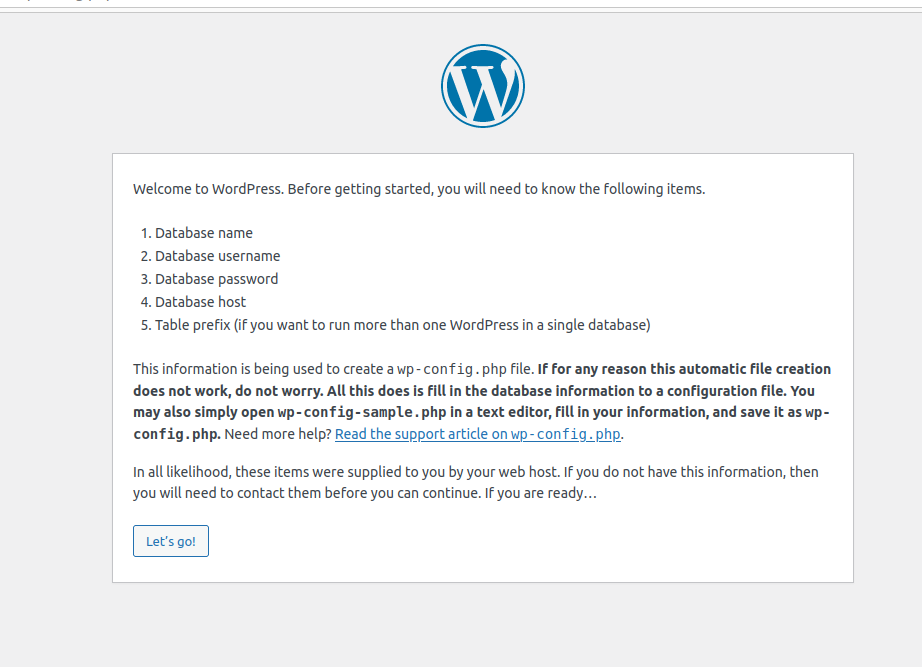 Welcome to WordPress. Before getting started, you will need to know the following items.
1. Database name
2. Database username
3. Database password
4. Database host
5. Table prefix (if you want to run more than one WordPress in a single database)
This information is being used to create a wp-config.php file. If for any reason this automatic file creation
does not work, do not worry. All this does is fill in the database information to a configuration file. You
may also simply open wp-config-sample.php in a text editor, fill in your information, and save it as wp-
config.php. Need more help? Read the support article on wp-config.php.
In all likelihood, these items were supplied to you by your web host. If you do not have this information, then
you will need to contact them before you can continue. If you are ready…
Let’s go!